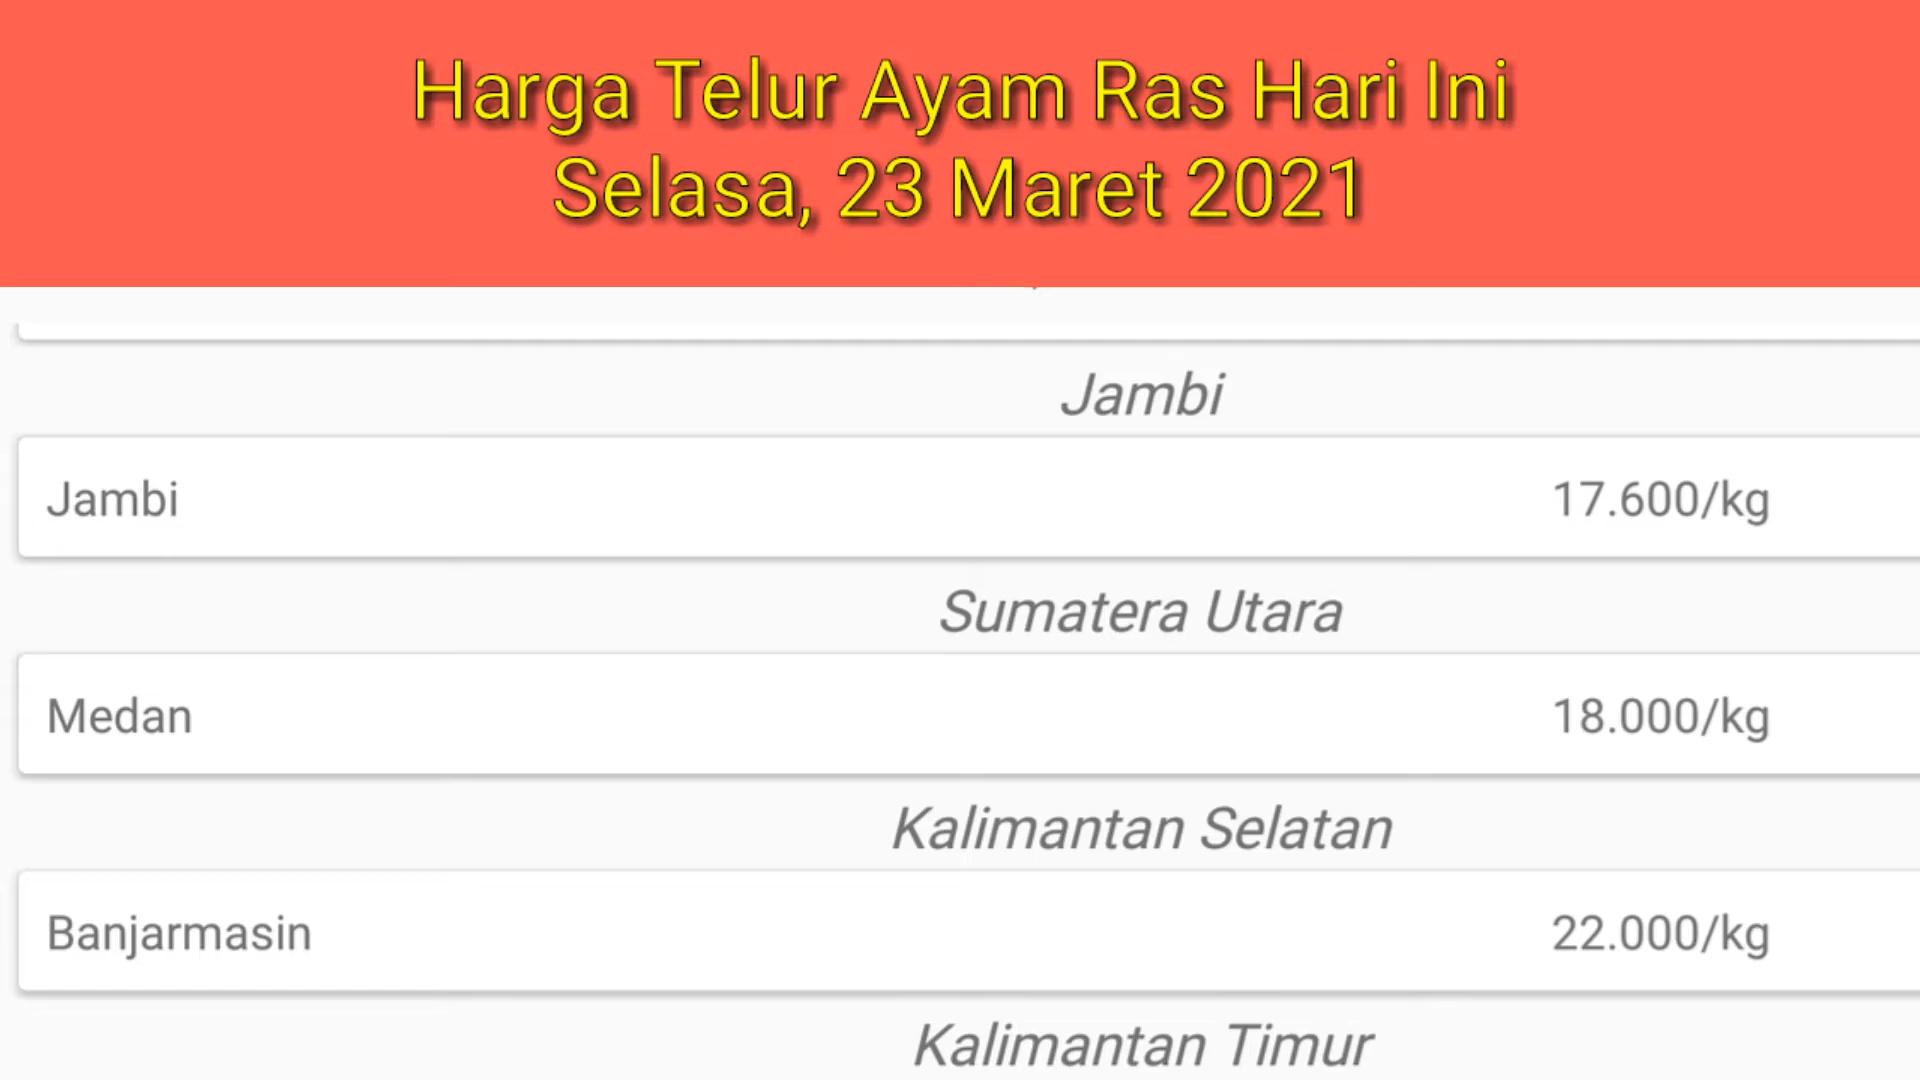 Harga Telur Ayam Ras Hari Ini
Selasa, 23 Maret 2021
Jambi
Jambi 17.600/kg
Sumatera Utara
Medan 18.000/kg
Kalimantan Selatan
Banjarmasin 22.000/kg
Kalimantan Timur